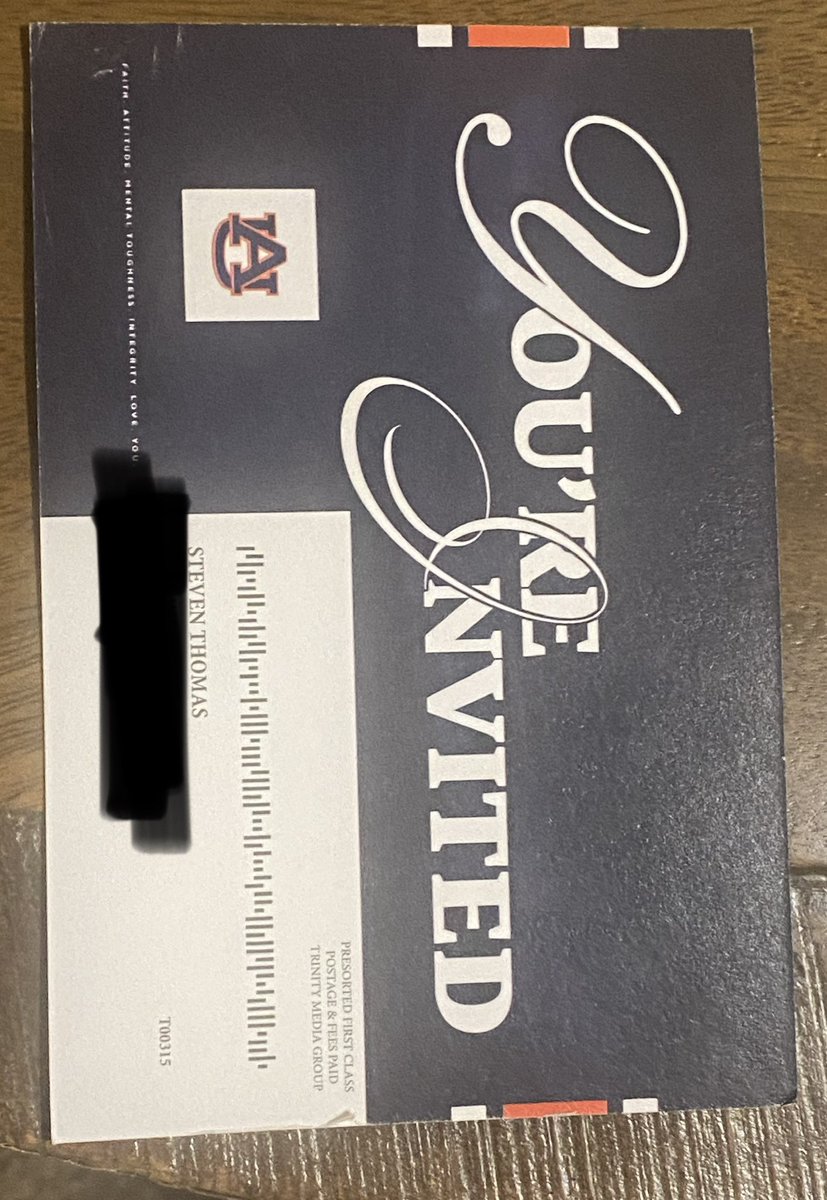 You're
Invited
PRESORTED FIRST CLASS
POSTAGE & FEES PAID
TRINITY MEDIA GROUP
AU
STEVEN THOMAS
T00315
FAITH. ATTITUDE. MENTAL TOUGHNESS. INTEGRITY. LOVE. YOU